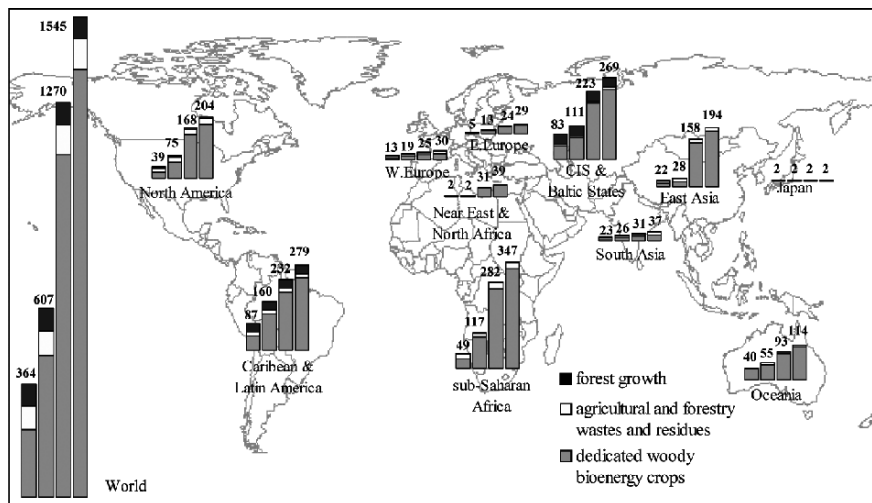 1545
1270
607
364
World
39 75 168 204
North America
87 160 232 279
Caribean &
Latin America
13 19 25 30
W.Europe
5 13 24 29
E.Europe
83 111 223 269
CIS &
Baltic States
2 2 31 39
Near East &
North Africa
49 117 282 347
sub-Saharan
Africa
22 28 158 194
East Asia
2 2 2 2
Japan
23 26 31 37
South Asia
40 55 93 114
Oceania
forest growth
agricultural and forestry
wastes and residues
dedicated woody
bioenergy crops